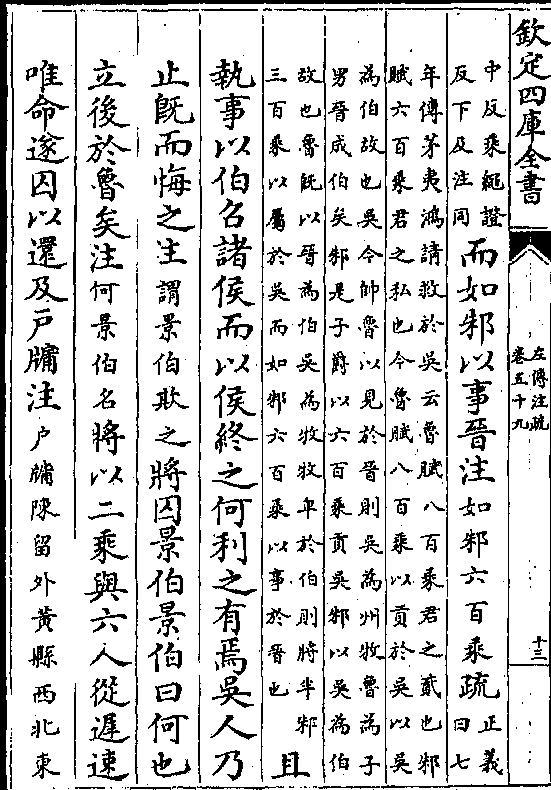 欽定四庫全書
左傳注疏
卷五十九
十三
中反乘繩證
反下及注同
而如邾以事晉注如邾六百乘疏
正義
曰七
年傳茅夷鴻請救於吳云魯賦八百乘君之貳也邾
賦六百乘君之私也今魯賦八百乘以貢於吳以吳
為伯故也吳今帥魯以見於晉則吳為州牧魯為子
男晉成伯矣邾是子爵以六百乘貢吳邾以吳為伯
故也魯既以晉為伯吳為牧牧卑於伯則將半邾
三百乘以屬於吳而如邾六百乘以事於晉也
且
執事以伯召諸侯而以侯終之何利之有焉吳人乃
止既而悔之注謂景伯欺之將囚景伯景伯曰何也
立後於魯矣注何景伯名將以二乘與六人從遲速
唯命遂囚以還及戶牖注戶牖陳留外黃縣西北東